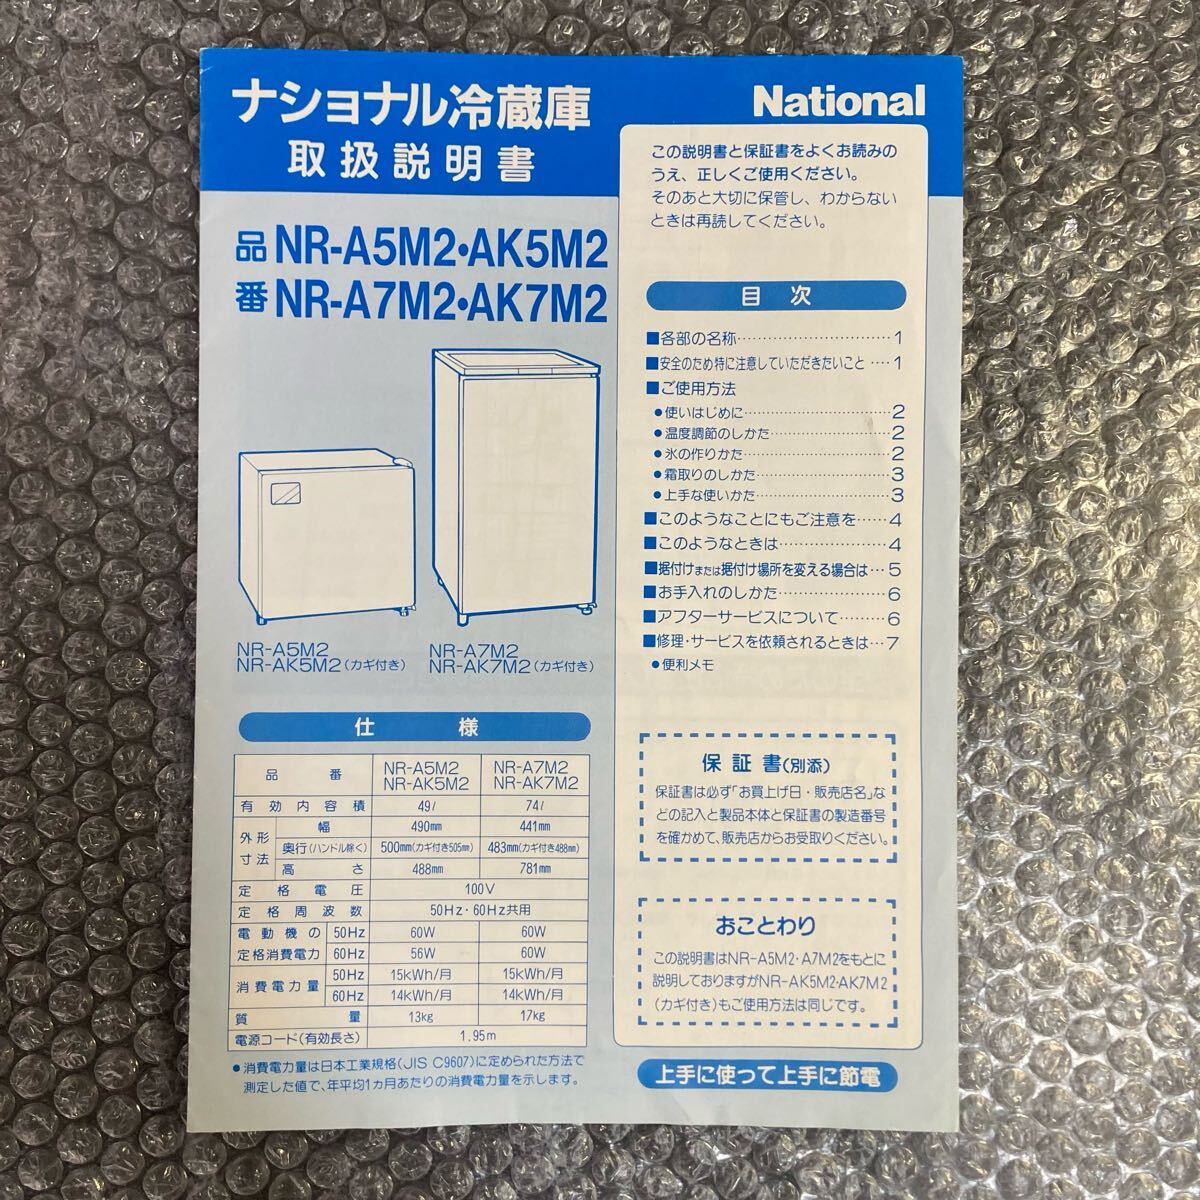 ナショナル冷蔵庫
取扱説明書
National
この説明書と保証書をよくお読みの
うえ、正しくご使用ください。
そのあと大切に保管し、わからない
ときは再読してください。
品番
NR-A5M2・AK5M2
NR-A7M2・AK7M2
NR-A5M2
NR-AK5M2(カギ付き)
NR-A7M2
NR-AK7M2(カギ付き)
目次
■各部の名称……………………1
■安全のため特に注意していただきたいこと…1
■ご使用方法
●使いはじめに……………………2
●温度調節のしかた………………2
●氷の作りかた……………………2
●霜取りのしかた…………………3
●上手な使いかた…………………3
■このようなことにもご注意を……4
■このようなときは………………4
■据付けまたは据付け場所を変える場合は…5
■お手入れのしかた………………6
■アフターサービスについて………6
■修理・サービスを依頼されるときは…7
●便利メモ
仕様
品番 NR-A5M2 NR-AK5M2 NR-A7M2 NR-AK7M2
有効内容積 49ℓ 74ℓ
外形寸法 幅 490mm 441mm
奥行(ハンドル除く) 500mm(カギ付き505mm) 483mm(カギ付き488mm)
高さ 488mm 781mm
定格電圧 100V
定格周波数 50Hz・60Hz共用
電動機の定格消費電力 50Hz 60W 60W
60Hz 56W 60W
消費電力量 50Hz 15kWh/月 15kWh/月
60Hz 14kWh/月 14kWh/月
質量 13kg 17kg
電源コード(有効長さ) 1.95m
●消費電力量は日本工業規格(JIS C9607)に定められた方法で
測定した値で、年平均1ヵ月あたりの消費電力量を示します。
保証書(別添)
保証書は必ず「お買上げ日・販売店名」な
どの記入と製品本体と保証書の製造番号
を確かめて、販売店からお受取りください。
おことわり
この説明書はNR-A5M2・A7M2をもとに
説明しておりますがNR-AK5M2・AK7M2
(カギ付き)もご使用方法は同じです。
上手に使って上手に節電